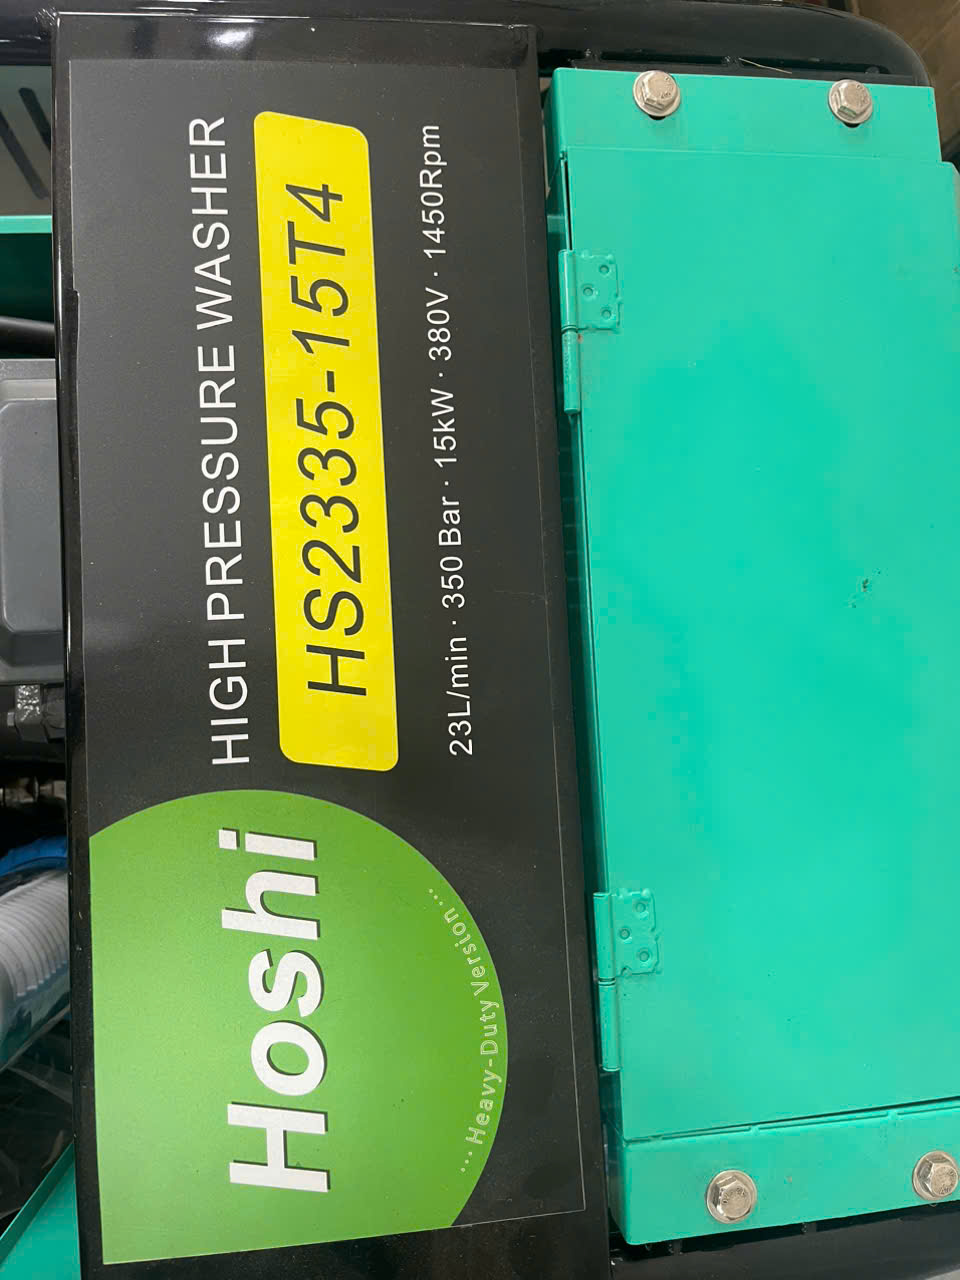 Hoshi
...Heavy-Duty Version...
HIGH PRESSURE WASHER
HS2335-15T4
23L/min · 350 Bar · 15kW · 380V · 1450Rpm